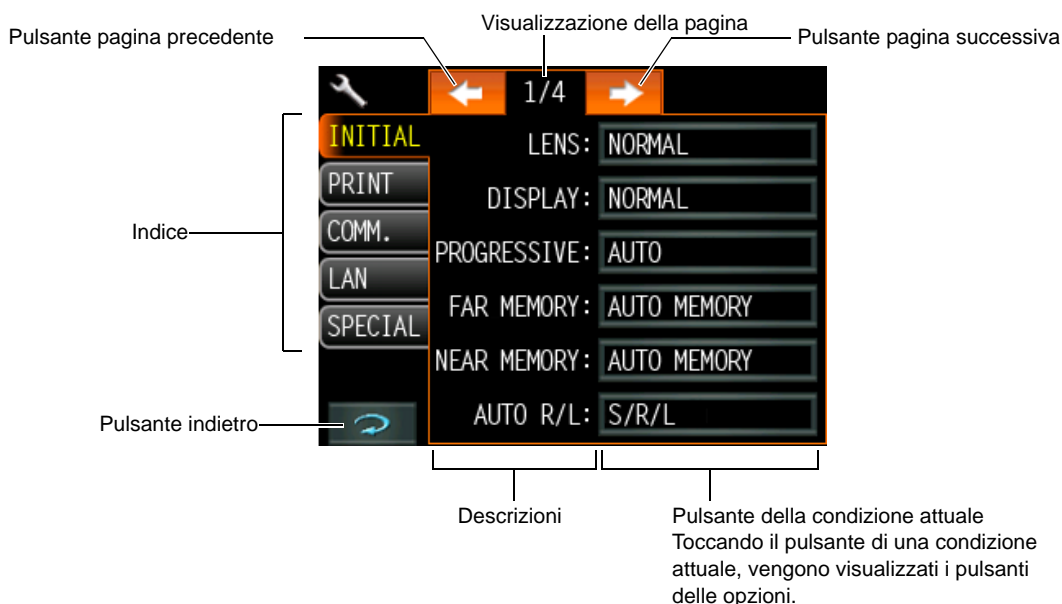 Visualizzazione della pagina
Pulsante pagina precedente
Pulsante pagina successiva
1/4
INITIAL
LENS: NORMAL
PRINT
DISPLAY: NORMAL
Indice
COMM.
PROGRESSIVE: AUTO
LAN
FAR MEMORY: AUTO MEMORY
SPECIAL
NEAR MEMORY: AUTO MEMORY
Pulsante indietro
AUTO R/L: S/R/L
Descrizioni
Pulsante della condizione attuale
Toccando il pulsante di una condizione
attuale, vengono visualizzati i pulsanti
delle opzioni.